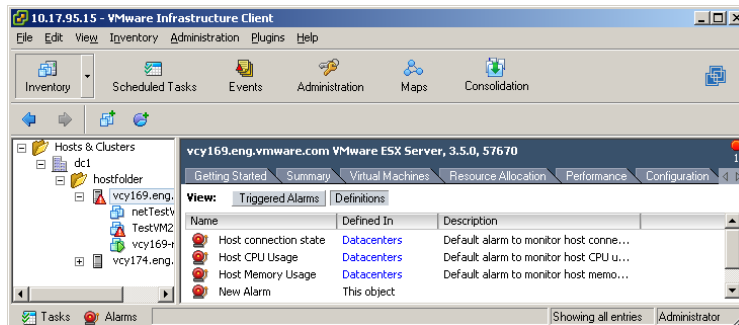 10.17.95.15 - VMware Infrastructure Client
File Edit View Inventory Administration Plugins Help
Inventory Scheduled Tasks Events Administration Maps Consolidation
Hosts & Clusters
dc1
hostfolder
vcy169.eng.
netTestV
TestVM2
vcy169-r
vcy174.eng.
vcy169.eng.vmware.com VMware ESX Server, 3.5.0, 57670
1
Getting Started Summary Virtual Machines Resource Allocation Performance Configuration
View: Triggered Alarms Definitions
Name Defined In Description
Host connection state Datacenters Default alarm to monitor host conne...
Host CPU Usage Datacenters Default alarm to monitor host CPU u...
Host Memory Usage Datacenters Default alarm to monitor host memo...
New Alarm This object
Tasks Alarms Showing all entries Administrator